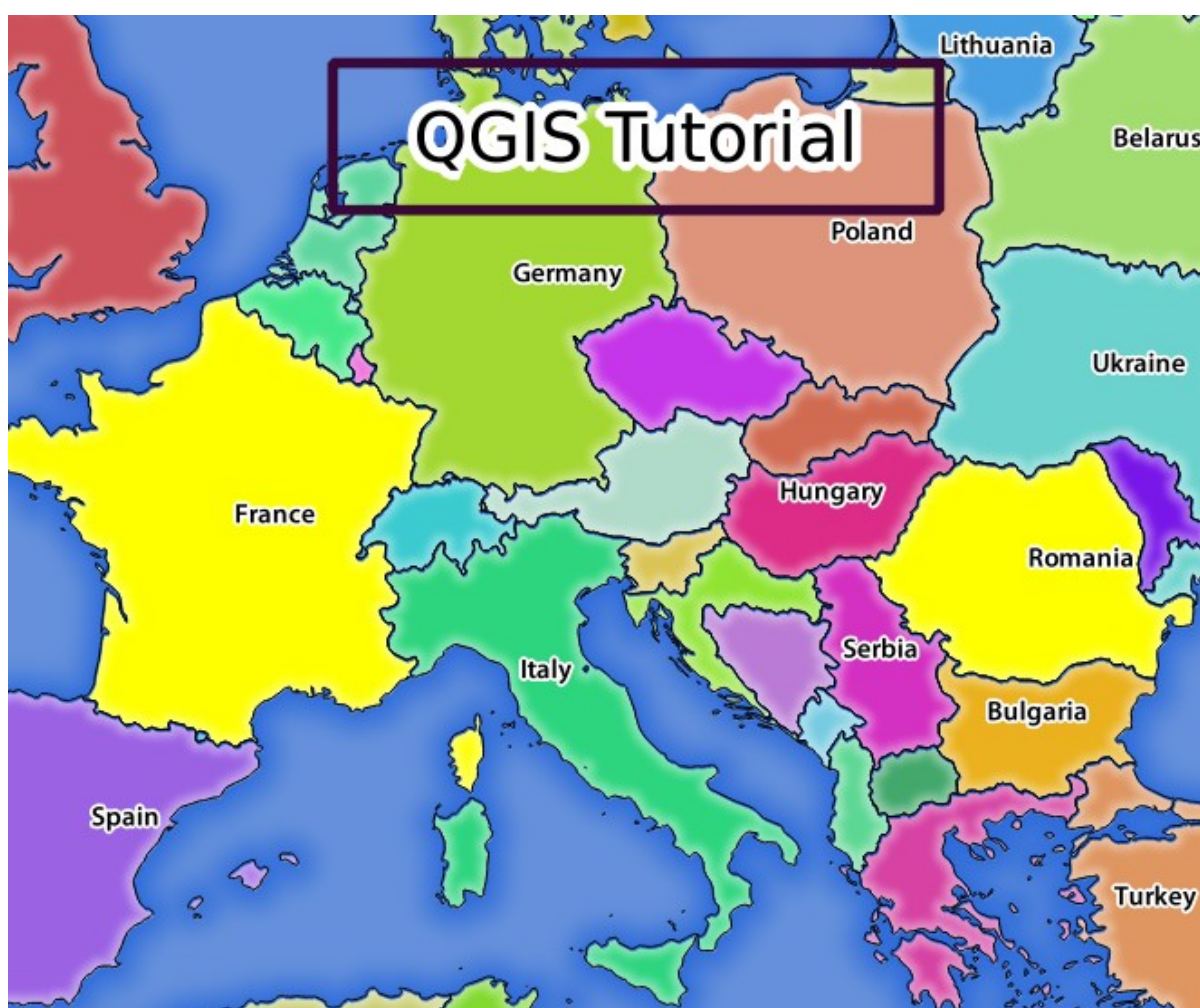 Lithuania
QGIS Tutorial
Belarus
Poland
Germany
Ukraine
Hungary
France
Romania
Serbia
Italy
Bulgaria
Spain
Turkey